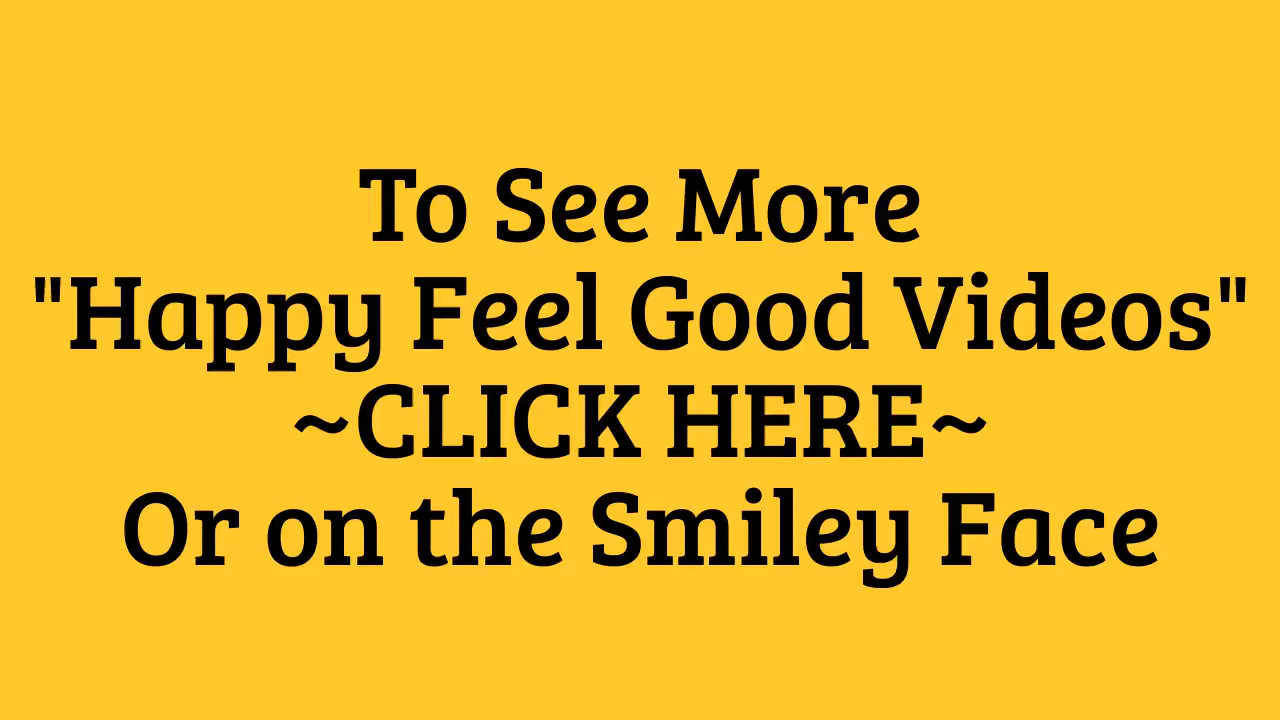 To See More
"Happy Feel Good Videos"
~CLICK HERE~
Or on the Smiley Face